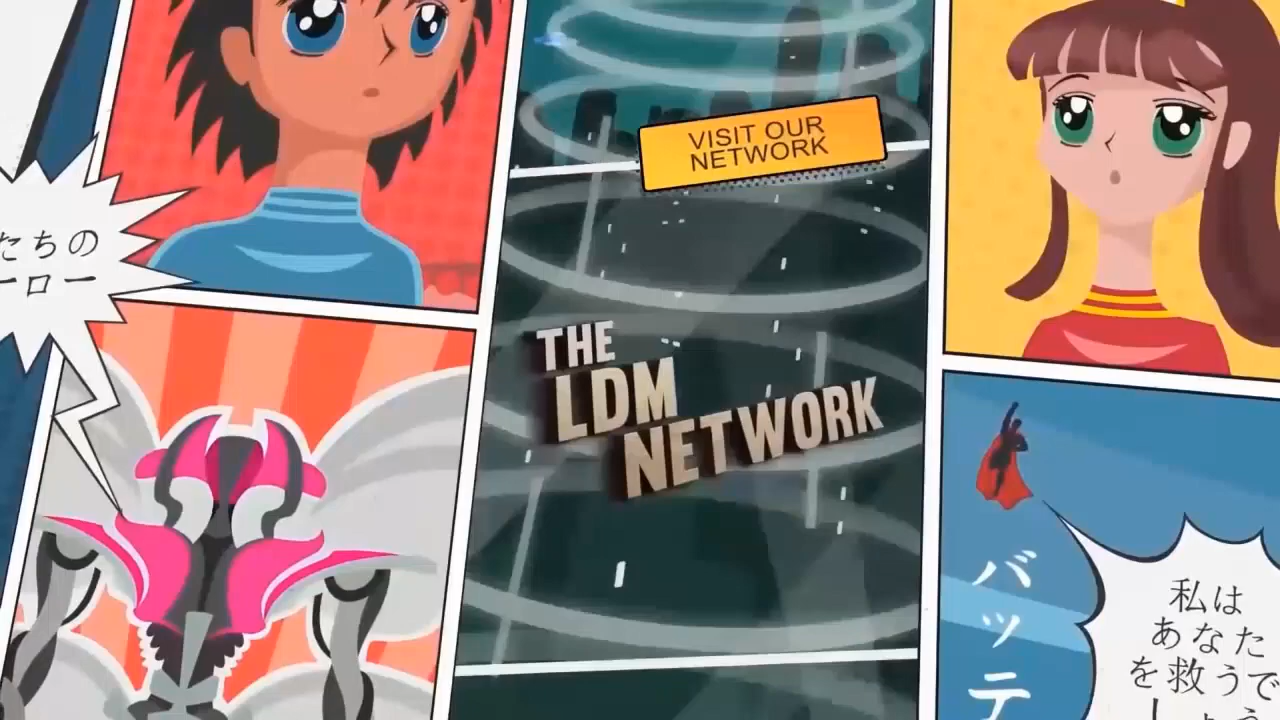 VISIT OUR
NETWORK
THE
LDM
NETWORK
たちの
ーロー
バッテ
私は
あなた
を救うで